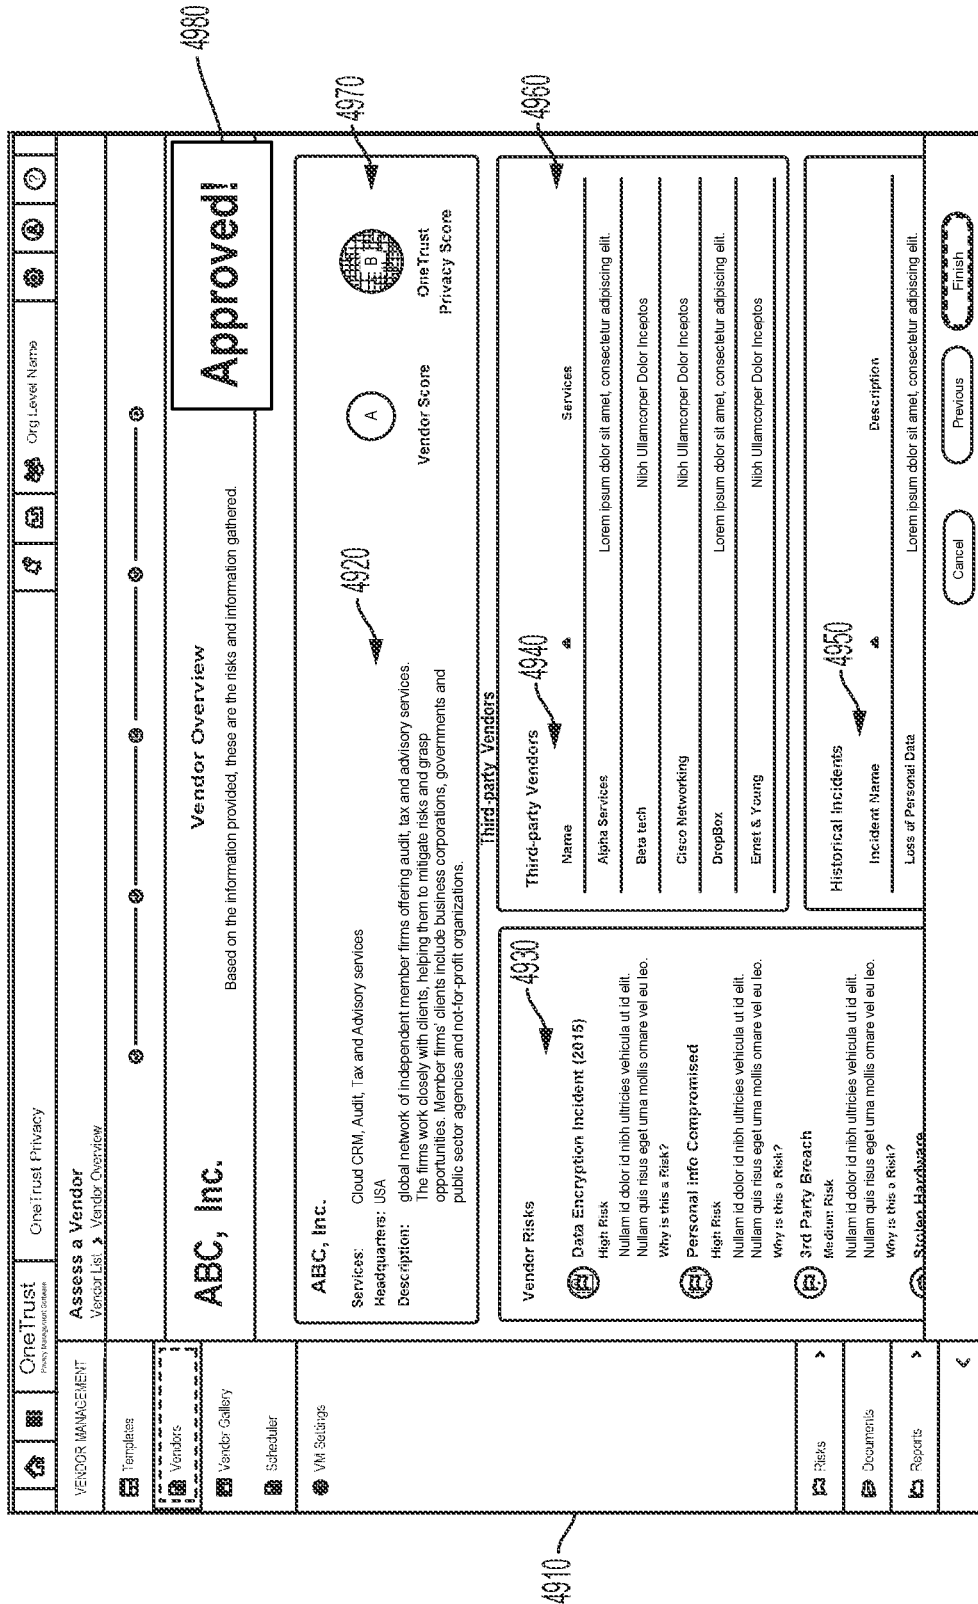 OneTrust
Privacy Management Software
OneTrust Privacy
Org Level Name
VENDOR MANAGEMENT
Templates
Vendors
Vendor Gallery
Scheduler
VM Settings
Risks
Documents
Reports
Assess a Vendor
Vendor List > Vendor Overview
ABC, Inc.
Vendor Overview
Based on the information provided, these are the risks and information gathered.
Approved!
4980
ABC, Inc.
Services: Cloud CRM, Audit, Tax and Advisory services
Headquarters: USA
Description: global network of independent member firms offering audit, tax and advisory services.
The firms work closely with clients, helping them to mitigate risks and grasp
opportunities. Member firms' clients include business corporations, governments and
public sector agencies and not-for-profit organizations.
4920
A
Vendor Score
B
OneTrust
Privacy Score
4970
Third-party Vendors
Vendor Risks
4930
Data Encryption Incident (2015)
High Risk
Nullam id dolor id nibh ultricies vehicula ut id elit.
Nullam quis risus eget urna mollis ornare vel eu leo.
Why is this a Risk?
Personal Info Compromised
High Risk
Nullam id dolor id nibh ultricies vehicula ut id elit.
Nullam quis risus eget urna mollis ornare vel eu leo.
Why is this a Risk?
3rd Party Breach
Medium Risk
Nullam id dolor id nibh ultricies vehicula ut id elit.
Nullam quis risus eget urna mollis ornare vel eu leo.
Why is this a Risk?
Stolen Hardware
Third-party Vendors
4940
4960
Name Services
Alpha Services Lorem ipsum dolor sit amet, consectetur adipiscing elit.
Beta tech Nibh Ullamcorper Dolor Inceptos
Cisco Networking Nibh Ullamcorper Dolor Inceptos
DropBox Lorem ipsum dolor sit amet, consectetur adipiscing elit.
Ernst & Young Nibh Ullamcorper Dolor Inceptos
Historical Incidents
4950
Incident Name Description
Loss of Personal Data Lorem ipsum dolor sit amet, consectetur adipiscing elit.
Cancel
Previous
Finish
4910